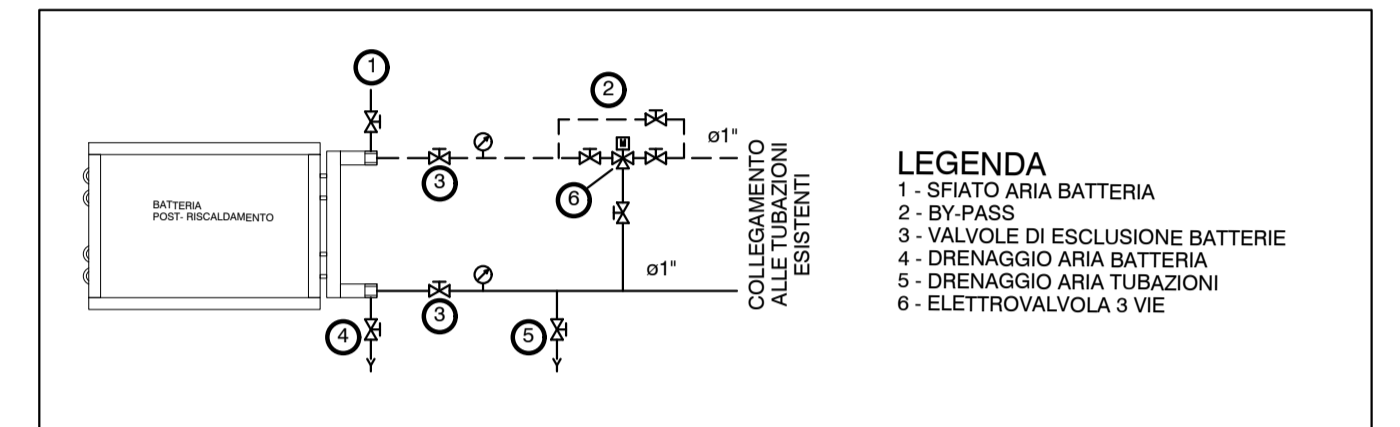 1
2
ø1"
BATTERIA
POST- RISCALDAMENTO
3
M
6
ø1"
3
4
5
COLLEGAMENTO
ALLE TUBAZIONI
ESISTENTI
LEGENDA
1 - SFIATO ARIA BATTERIA
2 - BY-PASS
3 - VALVOLE DI ESCLUSIONE BATTERIE
4 - DRENAGGIO ARIA BATTERIA
5 - DRENAGGIO ARIA TUBAZIONI
6 - ELETTROVALVOLA 3 VIE